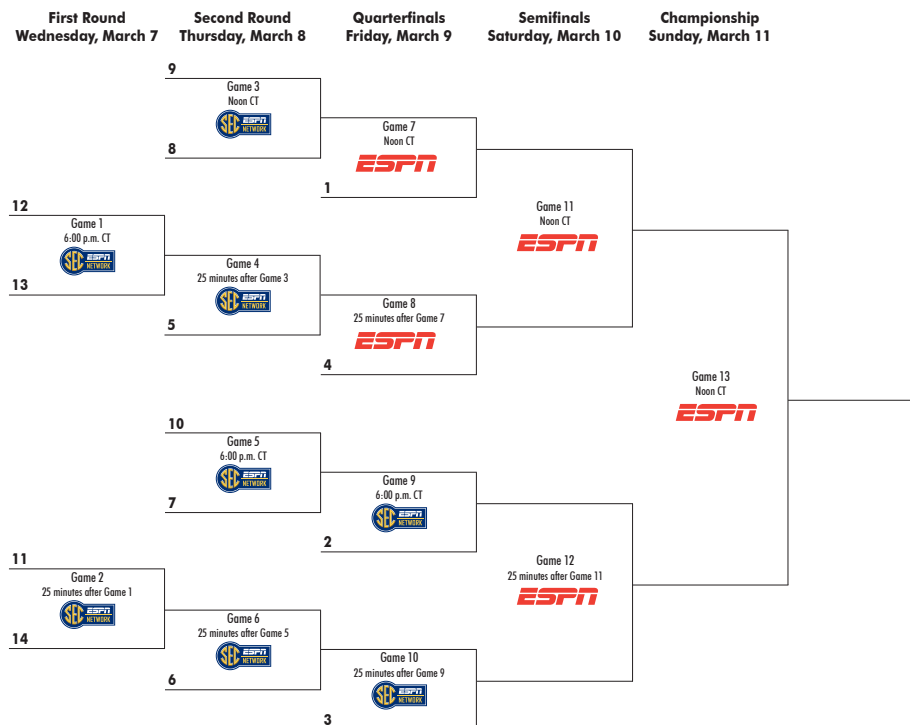 First Round
Wednesday, March 7
Second Round
Thursday, March 8
Quarterfinals
Friday, March 9
Semifinals
Saturday, March 10
Championship
Sunday, March 11
9
Game 3
Noon CT
SEC ESPN
NETWORK
8
Game 7
Noon CT
ESPN
1
12
Game 1
6:00 p.m. CT
SEC ESPN
NETWORK
13
Game 4
25 minutes after Game 3
SEC ESPN
NETWORK
5
Game 8
25 minutes after Game 7
ESPN
4
Game 11
Noon CT
ESPN
Game 13
Noon CT
ESPN
10
Game 5
6:00 p.m. CT
SEC ESPN
NETWORK
7
Game 9
6:00 p.m. CT
SEC ESPN
NETWORK
2
11
Game 2
25 minutes after Game 1
SEC ESPN
NETWORK
14
Game 6
25 minutes after Game 5
SEC ESPN
NETWORK
6
Game 10
25 minutes after Game 9
SEC ESPN
NETWORK
3
Game 12
25 minutes after Game 11
ESPN